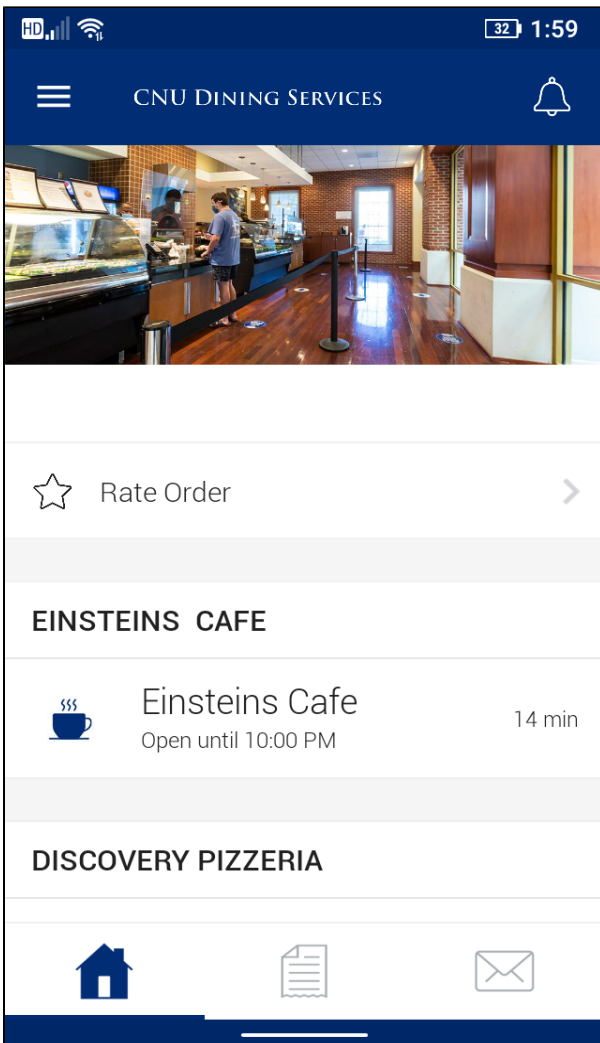 HD 32 1:59
CNU DINING SERVICES
Rate Order
EINSTEINS CAFE
Einsteins Cafe
Open until 10:00 PM
14 min
DISCOVERY PIZZERIA